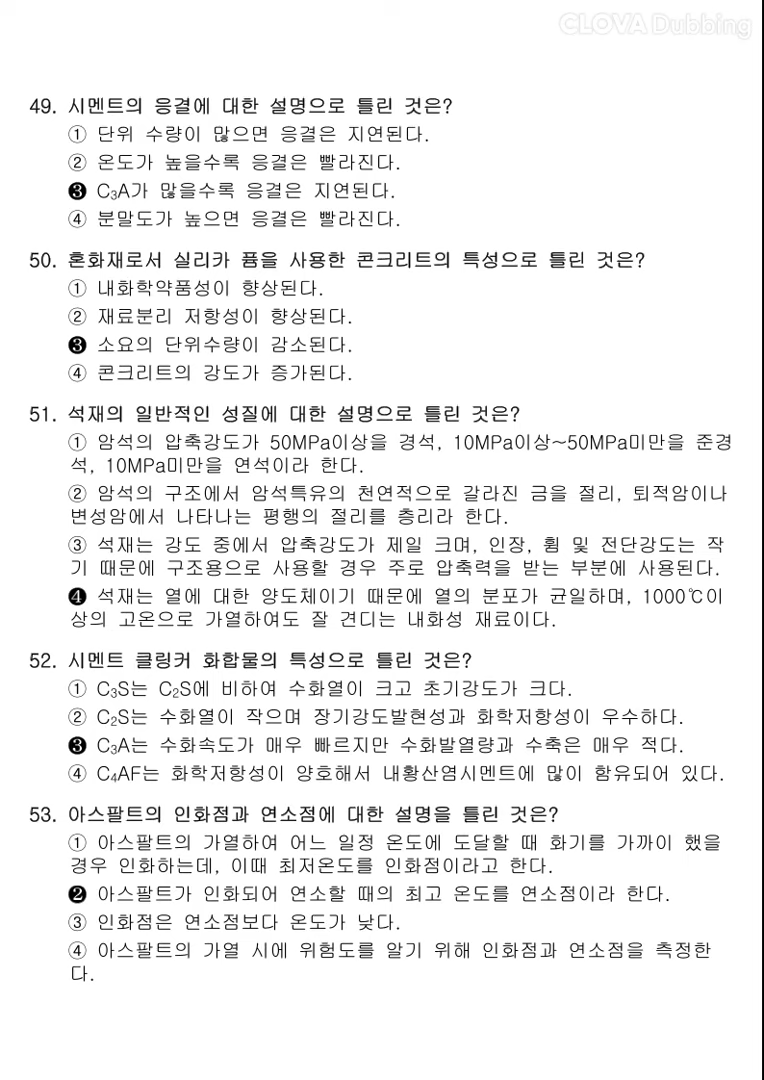 CLOVA Dubbing
49. 시멘트의 응결에 대한 설명으로 틀린 것은?
① 단위 수량이 많으면 응결은 지연된다.
② 온도가 높을수록 응결은 빨라진다.
❸ C₃A가 많을수록 응결은 지연된다.
④ 분말도가 높으면 응결은 빨라진다.
50. 혼화재로서 실리카 퓸을 사용한 콘크리트의 특성으로 틀린 것은?
① 내화학약품성이 향상된다.
② 재료분리 저항성이 향상된다.
❸ 소요의 단위수량이 감소된다.
④ 콘크리트의 강도가 증가된다.
51. 석재의 일반적인 성질에 대한 설명으로 틀린 것은?
① 암석의 압축강도가 50MPa이상을 경석, 10MPa이상~50MPa미만을 준경
석, 10MPa미만을 연석이라 한다.
② 암석의 구조에서 암석특유의 천연적으로 갈라진 금을 절리, 퇴적암이나
변성암에서 나타나는 평행의 절리를 층리라 한다.
③ 석재는 강도 중에서 압축강도가 제일 크며, 인장, 휨 및 전단강도는 작
기 때문에 구조용으로 사용할 경우 주로 압축력을 받는 부분에 사용된다.
❹ 석재는 열에 대한 양도체이기 때문에 열의 분포가 균일하며, 1000℃이
상의 고온으로 가열하여도 잘 견디는 내화성 재료이다.
52. 시멘트 클링커 화합물의 특성으로 틀린 것은?
① C₃S는 C₂S에 비하여 수화열이 크고 초기강도가 크다.
② C₂S는 수화열이 작으며 장기강도발현성과 화학저항성이 우수하다.
❸ C₃A는 수화속도가 매우 빠르지만 수화발열량과 수축은 매우 적다.
④ C₄AF는 화학저항성이 양호해서 내황산염시멘트에 많이 함유되어 있다.
53. 아스팔트의 인화점과 연소점에 대한 설명을 틀린 것은?
① 아스팔트의 가열하여 어느 일정 온도에 도달할 때 화기를 가까이 했을
경우 인화하는데, 이때 최저온도를 인화점이라고 한다.
❷ 아스팔트가 인화되어 연소할 때의 최고 온도를 연소점이라 한다.
③ 인화점은 연소점보다 온도가 낮다.
④ 아스팔트의 가열 시에 위험도를 알기 위해 인화점과 연소점을 측정한
다.